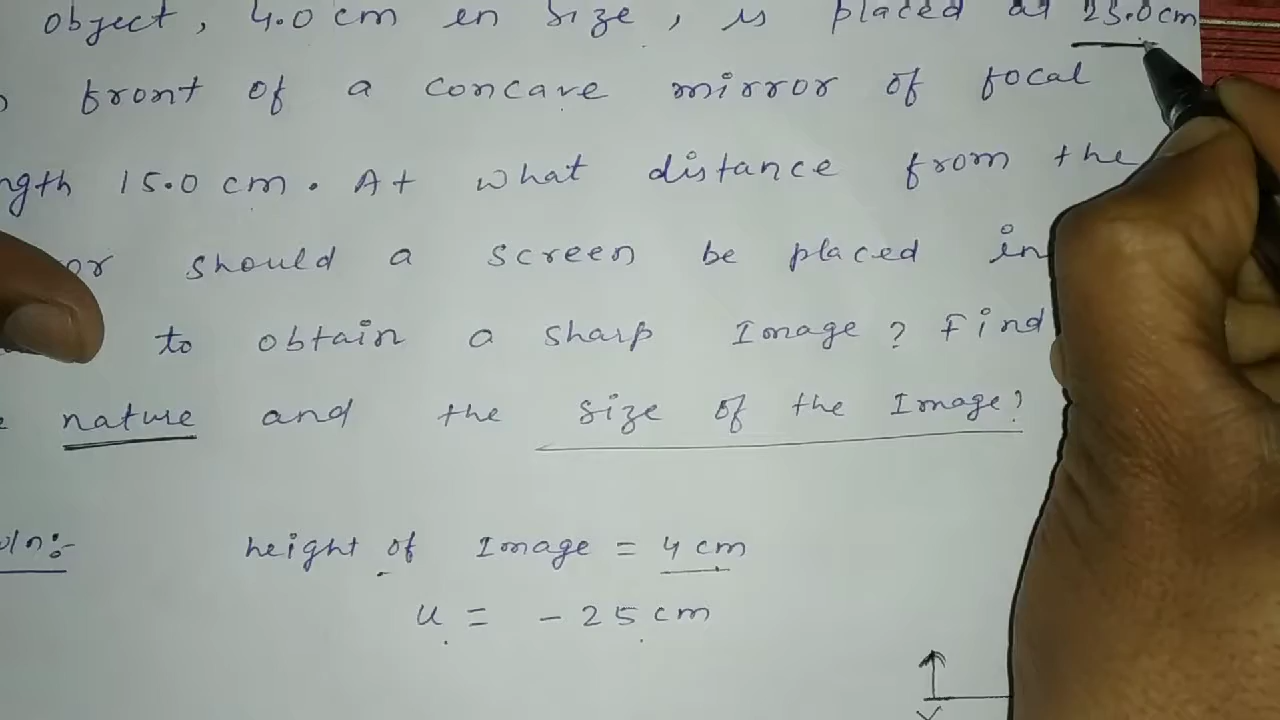 object, 4.0 cm in size, is placed at 25.0cm
front of a concave mirror of focal
ngth 15.0 cm. At what distance from the
or should a screen be placed in
to obtain a sharp Image? Find
nature and the size of the Image?
oln:-
height of Image = 4 cm
u = - 25 cm